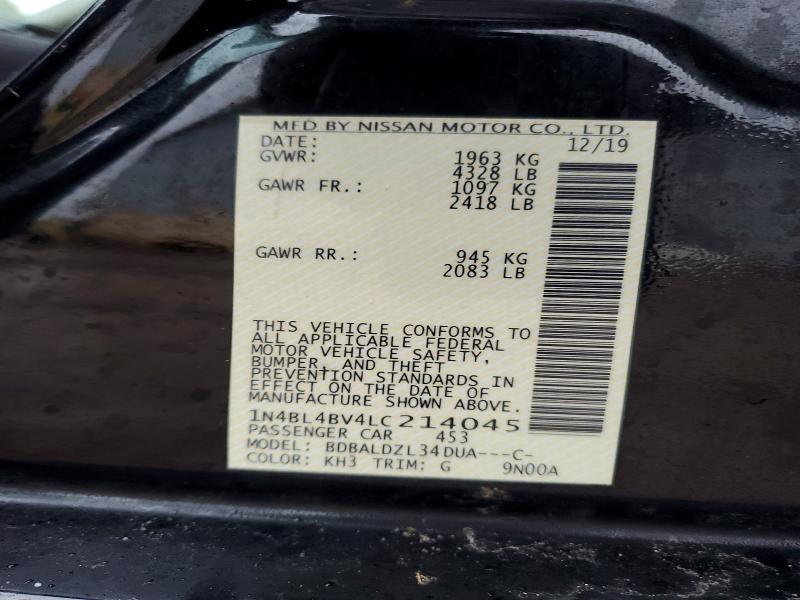 MFD BY NISSAN MOTOR CO., LTD.
DATE: 12/19
GVWR: 1963 KG
4328 LB
GAWR FR.: 1097 KG
2418 LB
GAWR RR.: 945 KG
2083 LB
THIS VEHICLE CONFORMS TO
ALL APPLICABLE FEDERAL
MOTOR VEHICLE SAFETY,
BUMPER, AND THEFT
PREVENTION STANDARDS IN
EFFECT ON THE DATE OF
MANUFACTURE SHOWN ABOVE.
1N4BL4BV4LC214045
PASSENGER CAR 453
MODEL: BDBALDZL34DUA---C-
COLOR: KH3 TRIM: G 9N00A